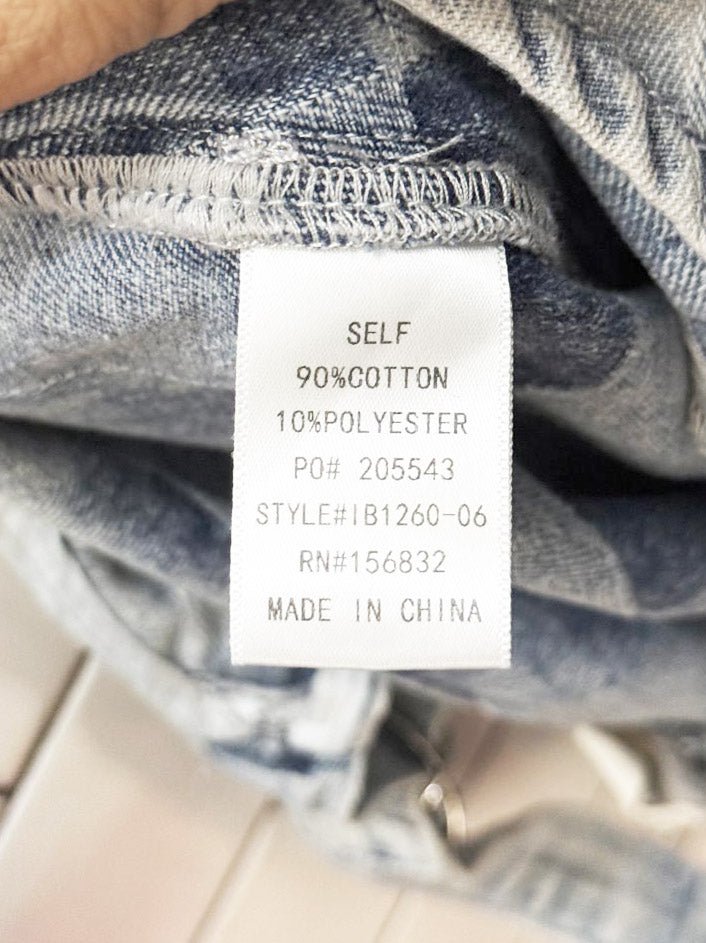 SELF
90%COTTON
10%POLYESTER
PO# 205543
STYLE#IB1260-06
RN#156832
MADE IN CHINA